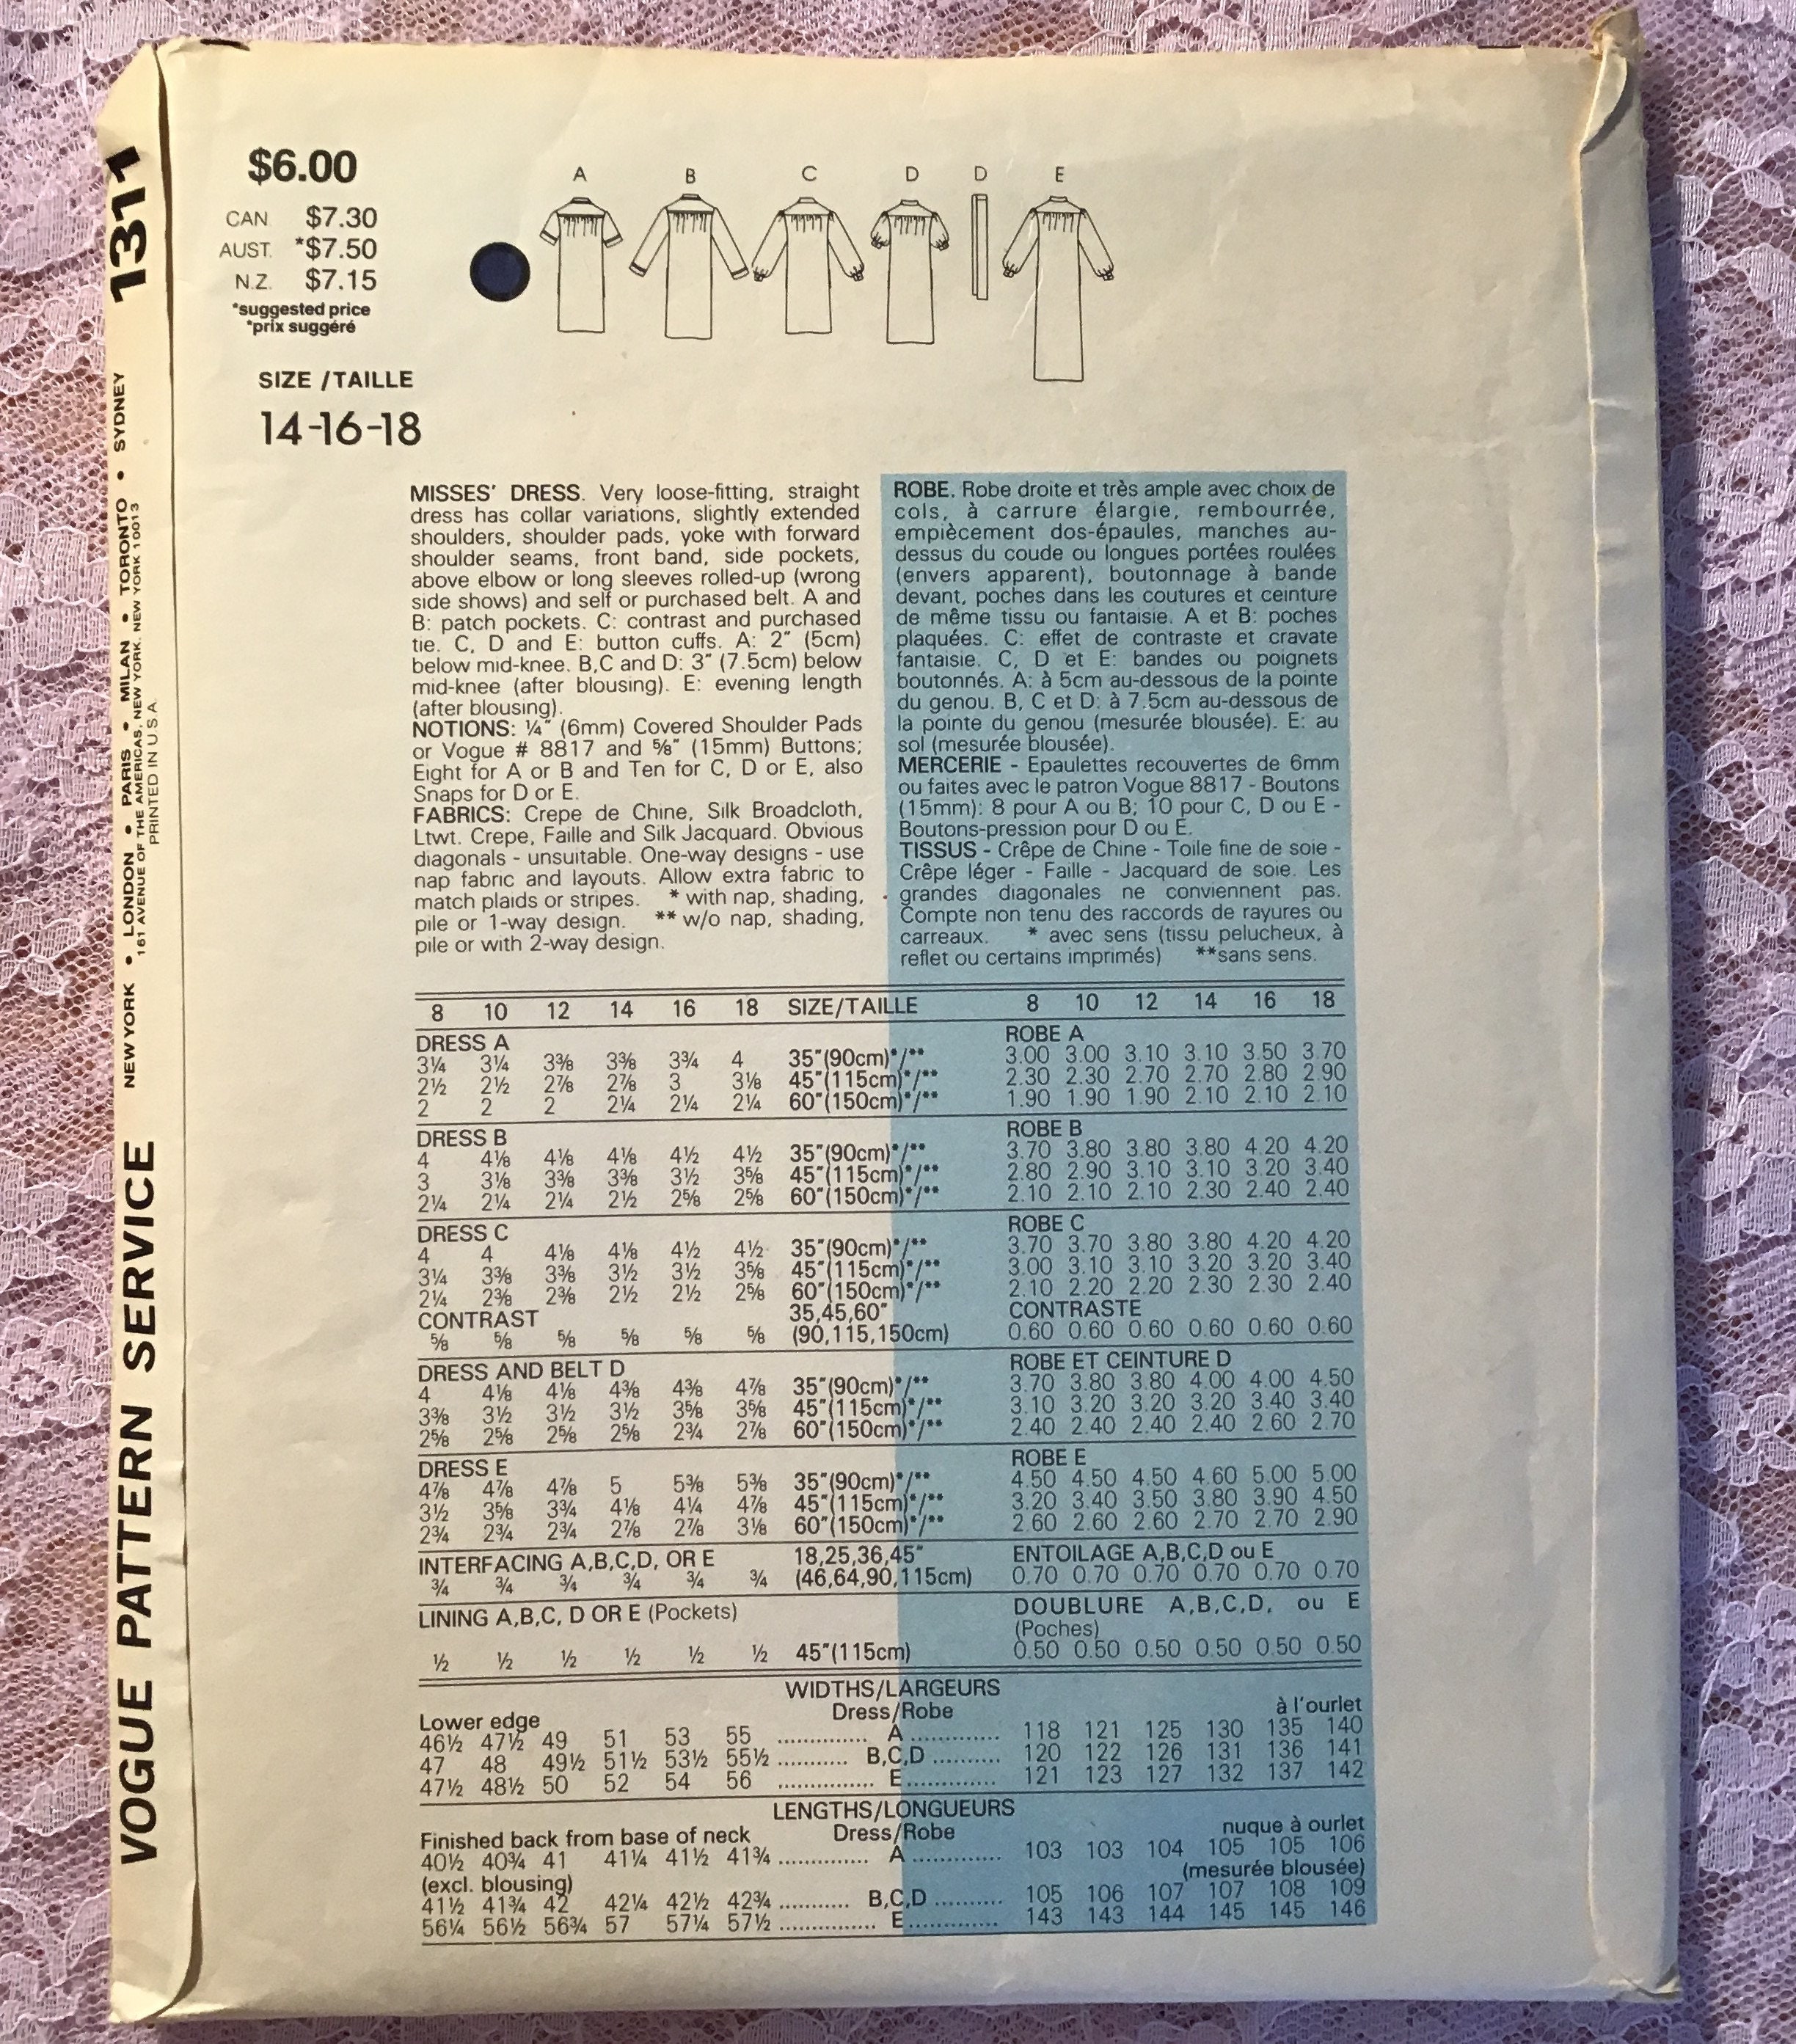 1311
VOGUE PATTERN SERVICE
NEW YORK • LONDON • PARIS • MILAN • TORONTO • SYDNEY
161 AVENUE OF THE AMERICAS, NEW YORK, NEW YORK 10013
PRINTED IN U.S.A.
$6.00
CAN. $7.30
AUST. *$7.50
N.Z. $7.15
*suggested price
*prix suggéré
SIZE /TAILLE
14-16-18
A B C D D E
MISSES' DRESS. Very loose-fitting, straight
dress has collar variations, slightly extended
shoulders, shoulder pads, yoke with forward
shoulder seams, front band, side pockets,
above elbow or long sleeves rolled-up (wrong
side shows) and self or purchased belt. A and
B: patch pockets. C: contrast and purchased
tie. C, D and E: button cuffs. A: 2" (5cm)
below mid-knee. B,C and D: 3" (7.5cm) below
mid-knee (after blousing). E: evening length
(after blousing).
NOTIONS: ¼" (6mm) Covered Shoulder Pads
or Vogue # 8817 and ⅝" (15mm) Buttons;
Eight for A or B and Ten for C, D or E, also
Snaps for D or E.
FABRICS: Crepe de Chine, Silk Broadcloth,
Ltwt. Crepe, Faille and Silk Jacquard. Obvious
diagonals - unsuitable. One-way designs - use
nap fabric and layouts. Allow extra fabric to
match plaids or stripes. * with nap, shading,
pile or 1-way design. ** w/o nap, shading,
pile or with 2-way design.
ROBE. Robe droite et très ample avec choix de
cols, à carrure élargie, rembourrée,
empiècement dos-épaules, manches au-
dessus du coude ou longues portées roulées
(envers apparent), boutonnage à bande
devant, poches dans les coutures et ceinture
de même tissu ou fantaisie. A et B: poches
plaquées. C: effet de contraste et cravate
fantaisie. C, D et E: bandes ou poignets
boutonnés. A: à 5cm au-dessous de la pointe
du genou. B, C et D: à 7.5cm au-dessous de
la pointe du genou (mesurée blousée). E: au
sol (mesurée blousée).
MERCERIE - Epaulettes recouvertes de 6mm
ou faites avec le patron Vogue 8817 - Boutons
(15mm): 8 pour A ou B; 10 pour C, D ou E -
Boutons-pression pour D ou E.
TISSUS - Crêpe de Chine - Toile fine de soie -
Crêpe léger - Faille - Jacquard de soie. Les
grandes diagonales ne conviennent pas.
Compte non tenu des raccords de rayures ou
carreaux. * avec sens (tissu pelucheux, à
reflet ou certains imprimés) **sans sens.
8 10 12 14 16 18 SIZE/TAILLE 8 10 12 14 16 18
DRESS A ROBE A
3¼ 3¼ 3⅜ 3⅜ 3¾ 4 35"(90cm)*/** 3.00 3.00 3.10 3.10 3.50 3.70
2½ 2½ 2⅞ 2⅞ 3 3⅛ 45"(115cm)*/** 2.30 2.30 2.70 2.70 2.80 2.90
2 2 2 2¼ 2¼ 2¼ 60"(150cm)*/** 1.90 1.90 1.90 2.10 2.10 2.10
DRESS B ROBE B
4 4⅛ 4⅛ 4⅛ 4½ 4½ 35"(90cm)*/** 3.70 3.80 3.80 3.80 4.20 4.20
3 3⅛ 3⅜ 3⅜ 3½ 3⅝ 45"(115cm)*/** 2.80 2.90 3.10 3.10 3.20 3.40
2¼ 2¼ 2¼ 2½ 2⅝ 2⅝ 60"(150cm)*/** 2.10 2.10 2.10 2.30 2.40 2.40
DRESS C ROBE C
4 4 4⅛ 4⅛ 4½ 4½ 35"(90cm)*/** 3.70 3.70 3.80 3.80 4.20 4.20
3¼ 3⅜ 3⅜ 3½ 3½ 3⅝ 45"(115cm)*/** 3.00 3.10 3.10 3.20 3.20 3.40
2¼ 2⅜ 2⅜ 2½ 2½ 2⅝ 60"(150cm)*/** 2.10 2.20 2.20 2.30 2.30 2.40
CONTRAST 35,45,60" CONTRASTE
⅝ ⅝ ⅝ ⅝ ⅝ ⅝ (90,115,150cm) 0.60 0.60 0.60 0.60 0.60 0.60
DRESS AND BELT D ROBE ET CEINTURE D
4 4⅛ 4⅛ 4⅜ 4⅜ 4⅞ 35"(90cm)*/** 3.70 3.80 3.80 4.00 4.00 4.50
3⅜ 3½ 3½ 3½ 3⅝ 3⅝ 45"(115cm)*/** 3.10 3.20 3.20 3.20 3.40 3.40
2⅝ 2⅝ 2⅝ 2⅝ 2¾ 2⅞ 60"(150cm)*/** 2.40 2.40 2.40 2.40 2.60 2.70
DRESS E ROBE E
4⅞ 4⅞ 4⅞ 5 5⅜ 5⅜ 35"(90cm)*/** 4.50 4.50 4.50 4.60 5.00 5.00
3½ 3⅝ 3¾ 4⅛ 4¼ 4⅞ 45"(115cm)*/** 3.20 3.40 3.50 3.80 3.90 4.50
2¾ 2¾ 2¾ 2⅞ 2⅞ 3⅛ 60"(150cm)*/** 2.60 2.60 2.60 2.70 2.70 2.90
INTERFACING A,B,C,D, OR E 18,25,36,45" ENTOILAGE A,B,C,D ou E
¾ ¾ ¾ ¾ ¾ ¾ (46,64,90,115cm) 0.70 0.70 0.70 0.70 0.70 0.70
LINING A,B,C, D OR E (Pockets) DOUBLURE A,B,C,D, ou E
(Poches)
½ ½ ½ ½ ½ ½ 45"(115cm) 0.50 0.50 0.50 0.50 0.50 0.50
WIDTHS/LARGEURS
Lower edge Dress/Robe à l'ourlet
46½ 47½ 49 51 53 55 .............. A ............. 118 121 125 130 135 140
47 48 49½ 51½ 53½ 55½ ........... B,C,D .......... 120 122 126 131 136 141
47½ 48½ 50 52 54 56 ............... E ............. 121 123 127 132 137 142
LENGTHS/LONGUEURS
Finished back from base of neck Dress/Robe nuque à ourlet
40½ 40¾ 41 41¼ 41½ 41¾ .............. A ............. 103 103 104 105 105 106
(excl. blousing) (mesurée blousée)
41½ 41¾ 42 42¼ 42½ 42¾ ........... B,C,D .......... 105 106 107 107 108 109
56¼ 56½ 56¾ 57 57¼ 57½ ............... E ............. 143 143 144 145 145 146